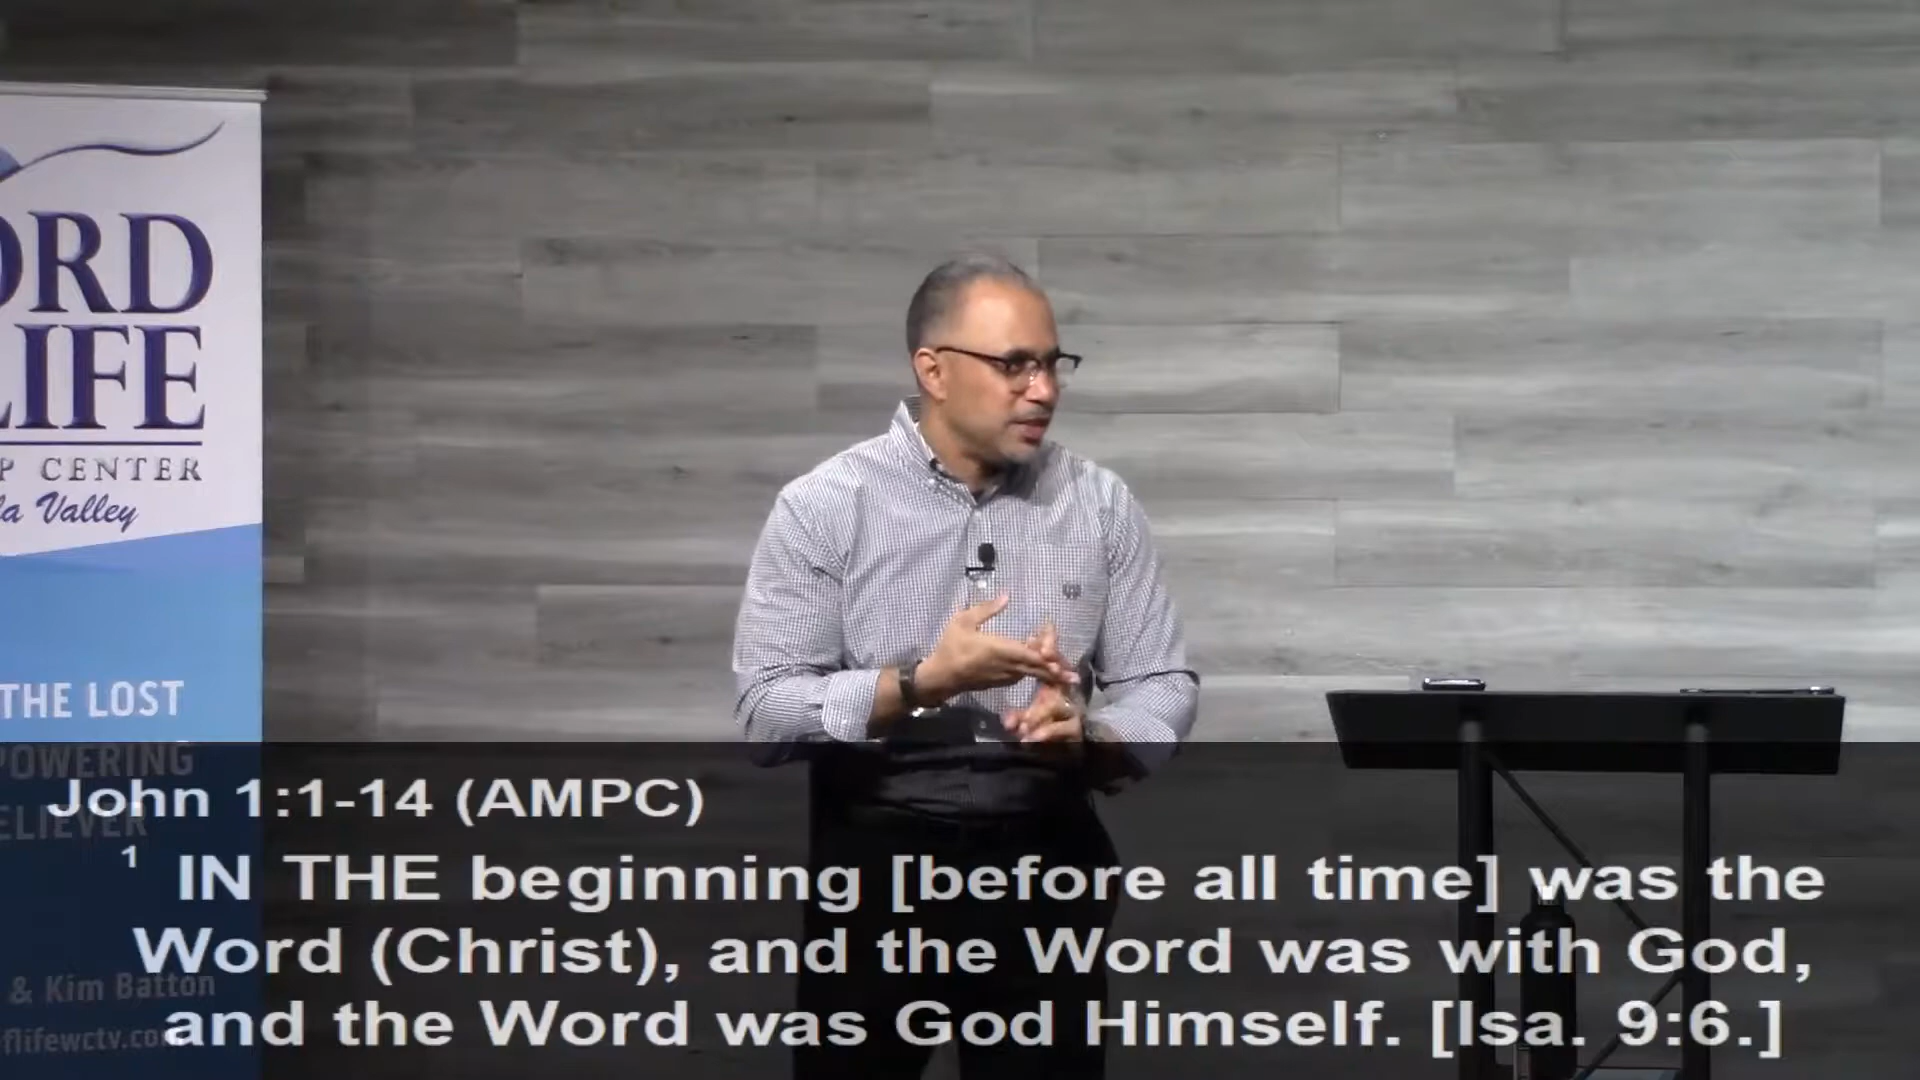 ORD
LIFE
P CENTER
la Valley
THE LOST
POWERING
ELIEVER
& Kim Batton
flifewctv.com
John 1:1-14 (AMPC)
1 IN THE beginning [before all time] was the
Word (Christ), and the Word was with God,
and the Word was God Himself. [Isa. 9:6.]